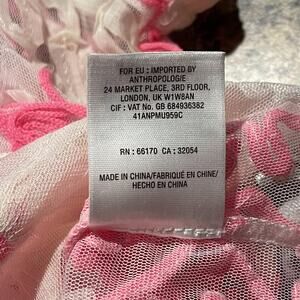 FOR EU : IMPORTED BY
ANTHROPOLOGIE
24 MARKET PLACE, 3RD FLOOR,
LONDON, UK W1W8AN
CIF : VAT No. GB 684936382
41ANPMU959C
RN : 66170 CA : 32054
MADE IN CHINA/FABRIQUÉ EN CHINE/
HECHO EN CHINA